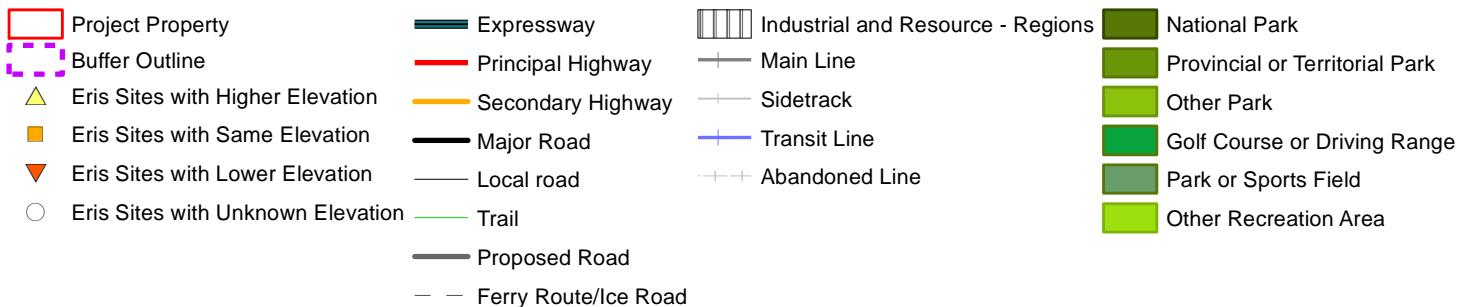 Project Property
Buffer Outline
Eris Sites with Higher Elevation
Eris Sites with Same Elevation
Eris Sites with Lower Elevation
Eris Sites with Unknown Elevation
Expressway
Principal Highway
Secondary Highway
Major Road
Local road
Trail
Proposed Road
Ferry Route/Ice Road
Industrial and Resource - Regions
Main Line
Sidetrack
Transit Line
Abandoned Line
National Park
Provincial or Territorial Park
Other Park
Golf Course or Driving Range
Park or Sports Field
Other Recreation Area